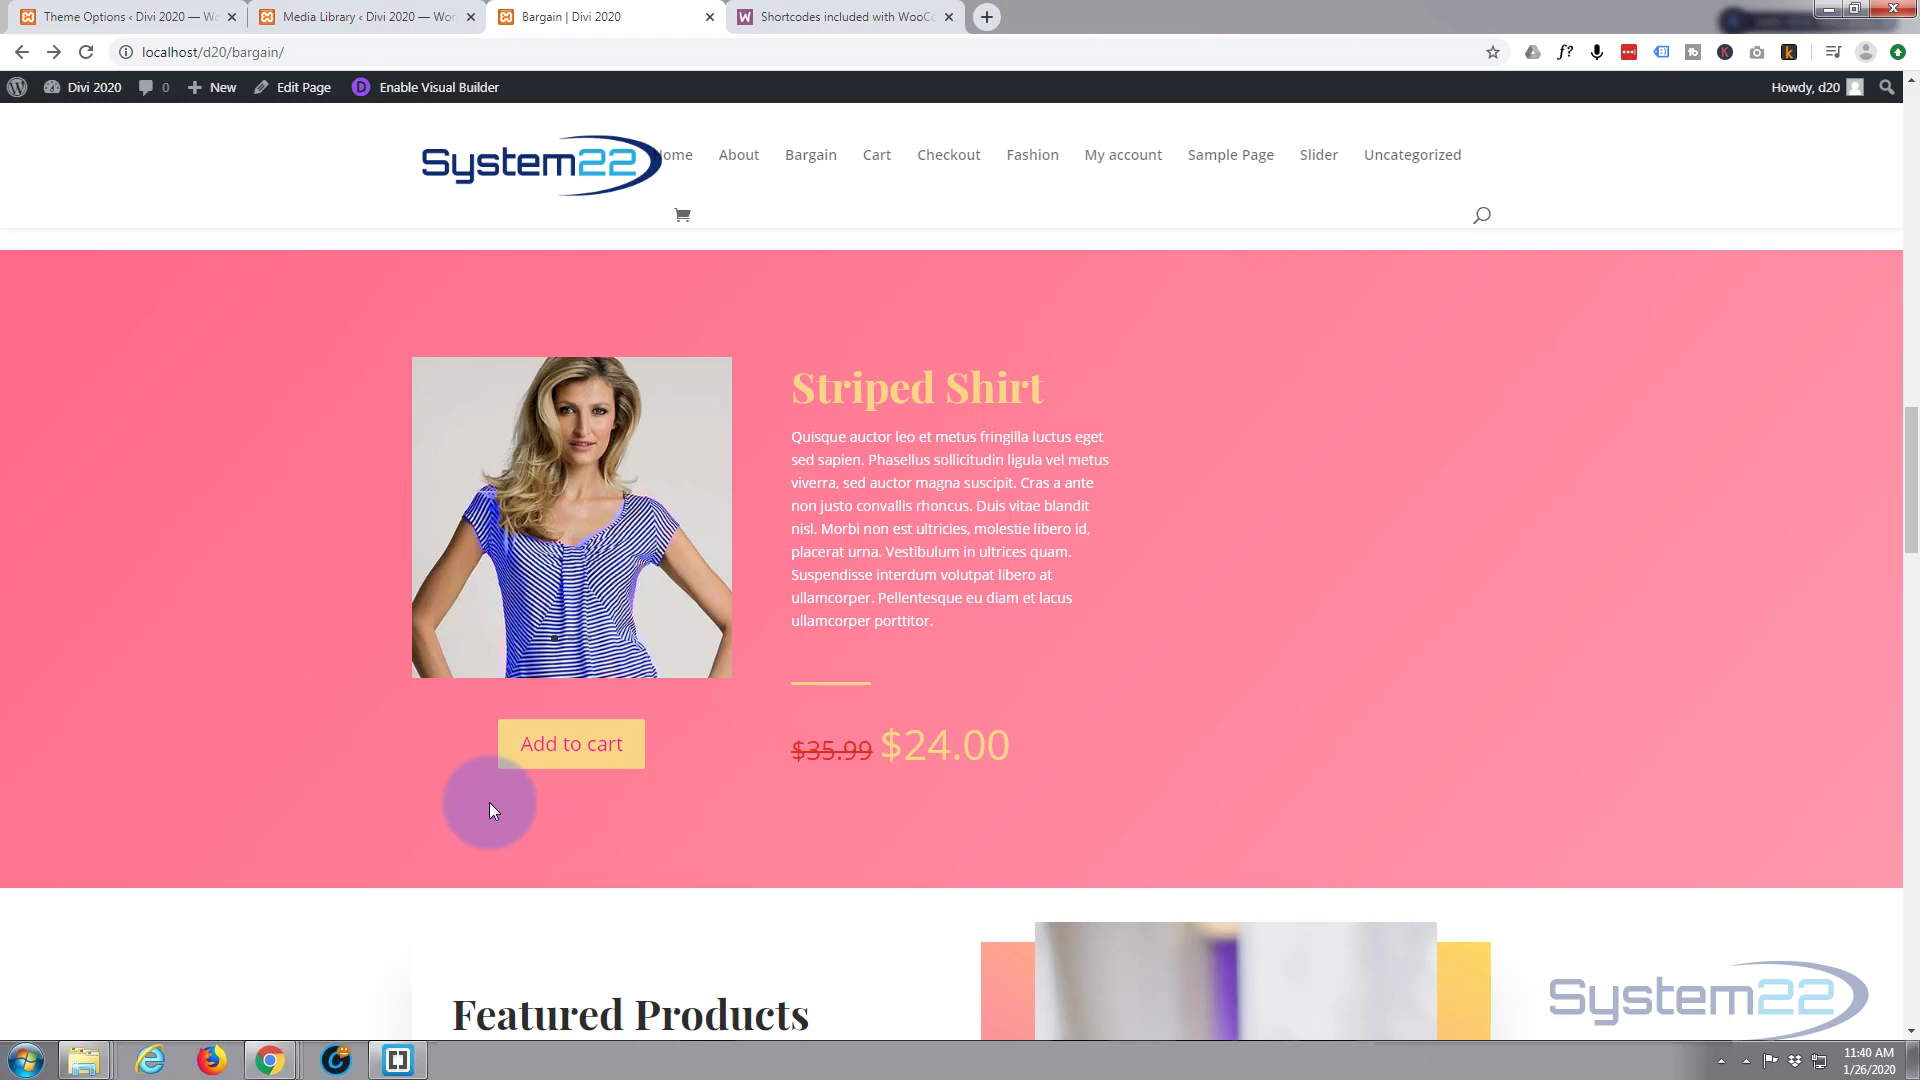 Theme Options ‹ Divi 2020 — Wo
Media Library ‹ Divi 2020 — Wor
Bargain | Divi 2020
Shortcodes included with WooCo
localhost/d20/bargain/
Divi 2020
0
New
Edit Page
Enable Visual Builder
Howdy, d20
System22
Home
About
Bargain
Cart
Checkout
Fashion
My account
Sample Page
Slider
Uncategorized
Striped Shirt
Quisque auctor leo et metus fringilla luctus eget
sed sapien. Phasellus sollicitudin ligula vel metus
viverra, sed auctor magna suscipit. Cras a ante
non justo convallis rhoncus. Duis vitae blandit
nisl. Morbi non est ultricies, molestie libero id,
placerat urna. Vestibulum in ultrices quam.
Suspendisse interdum volutpat libero at
ullamcorper. Pellentesque eu diam et lacus
ullamcorper porttitor.
Add to cart
$35.99 $24.00
Featured Products
System22
11:40 AM
1/26/2020